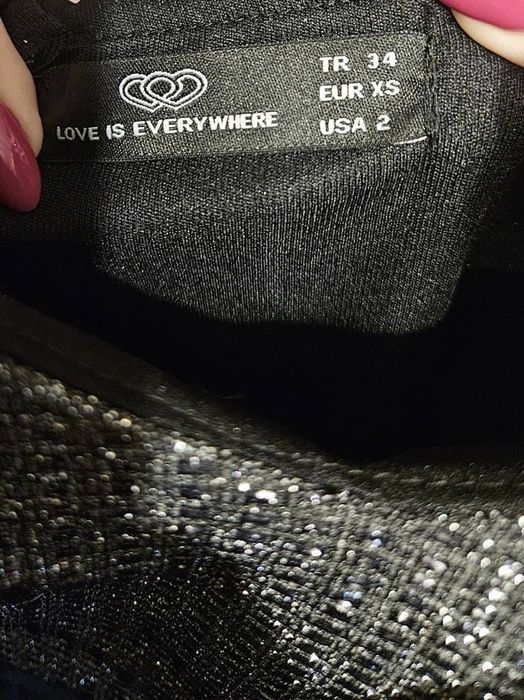 LOVE IS EVERYWHERE
TR 34
EUR XS
USA 2